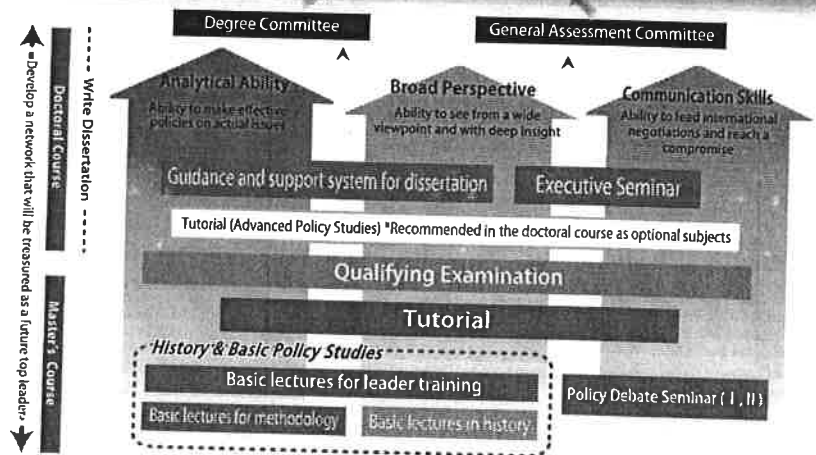 Degree Committee
General Assessment Committee
Analytical Ability
Ability to make effective
policies on actual issues
Broad Perspective
Ability to see from a wide
viewpoint and with deep insight
Communication Skills
Ability to lead international
negotiations and reach a
compromise
Guidance and support system for dissertation
Executive Seminar
Tutorial (Advanced Policy Studies) *Recommended in the doctoral course as optional subjects
Qualifying Examination
Tutorial
History & Basic Policy Studies
Basic lectures for leader training
Basic lectures for methodology
Basic lectures in history
Policy Debate Seminar ( I , II )
Write Dissertation
Doctoral Course
Master's Course
Develop a network that will be treasured as a future top leader